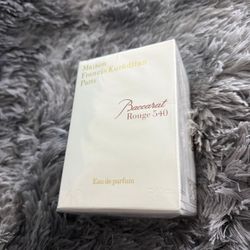 Maison
Francis Kurkdjian
Paris
Baccarat
Rouge 540
Eau de parfum